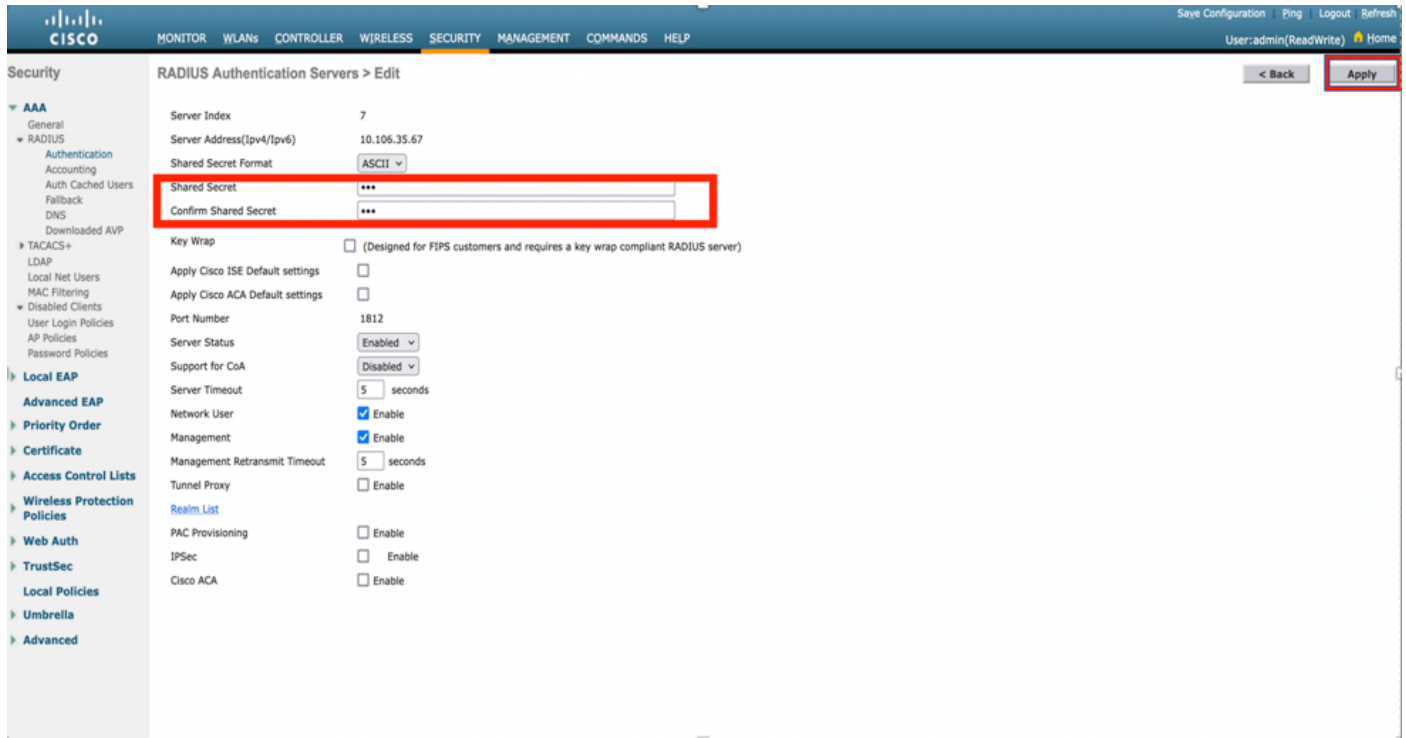 Save Configuration Ping Logout Refresh
CISCO MONITOR WLANs CONTROLLER WIRELESS SECURITY MANAGEMENT COMMANDS HELP User:admin(ReadWrite) Home
Security
AAA
General
RADIUS
Authentication
Accounting
Auth Cached Users
Fallback
DNS
Downloaded AVP
TACACS+
LDAP
Local Net Users
MAC Filtering
Disabled Clients
User Login Policies
AP Policies
Password Policies
Local EAP
Advanced EAP
Priority Order
Certificate
Access Control Lists
Wireless Protection
Policies
Web Auth
TrustSec
Local Policies
Umbrella
Advanced
RADIUS Authentication Servers > Edit < Back Apply
Server Index 7
Server Address(Ipv4/Ipv6) 10.106.35.67
Shared Secret Format ASCII
Shared Secret •••
Confirm Shared Secret •••
Key Wrap (Designed for FIPS customers and requires a key wrap compliant RADIUS server)
Apply Cisco ISE Default settings
Apply Cisco ACA Default settings
Port Number 1812
Server Status Enabled
Support for CoA Disabled
Server Timeout 5 seconds
Network User Enable
Management Enable
Management Retransmit Timeout 5 seconds
Tunnel Proxy Enable
Realm List
PAC Provisioning Enable
IPSec Enable
Cisco ACA Enable